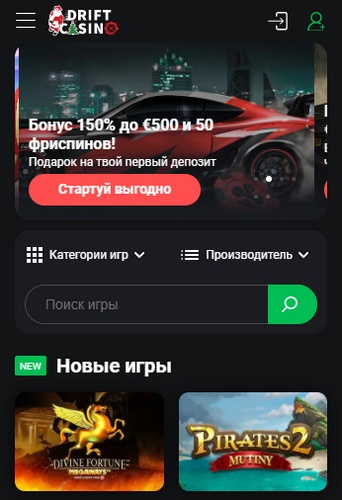 DRIFT
CASINO
Бонус 150% до €500 и 50
фриспинов!
Подарок на твой первый депозит
Стартуй выгодно
Категории игр
Производитель
Поиск игры
NEW
Новые игры
DIVINE FORTUNE
MEGAWAYS
PIRATES 2
MUTINY